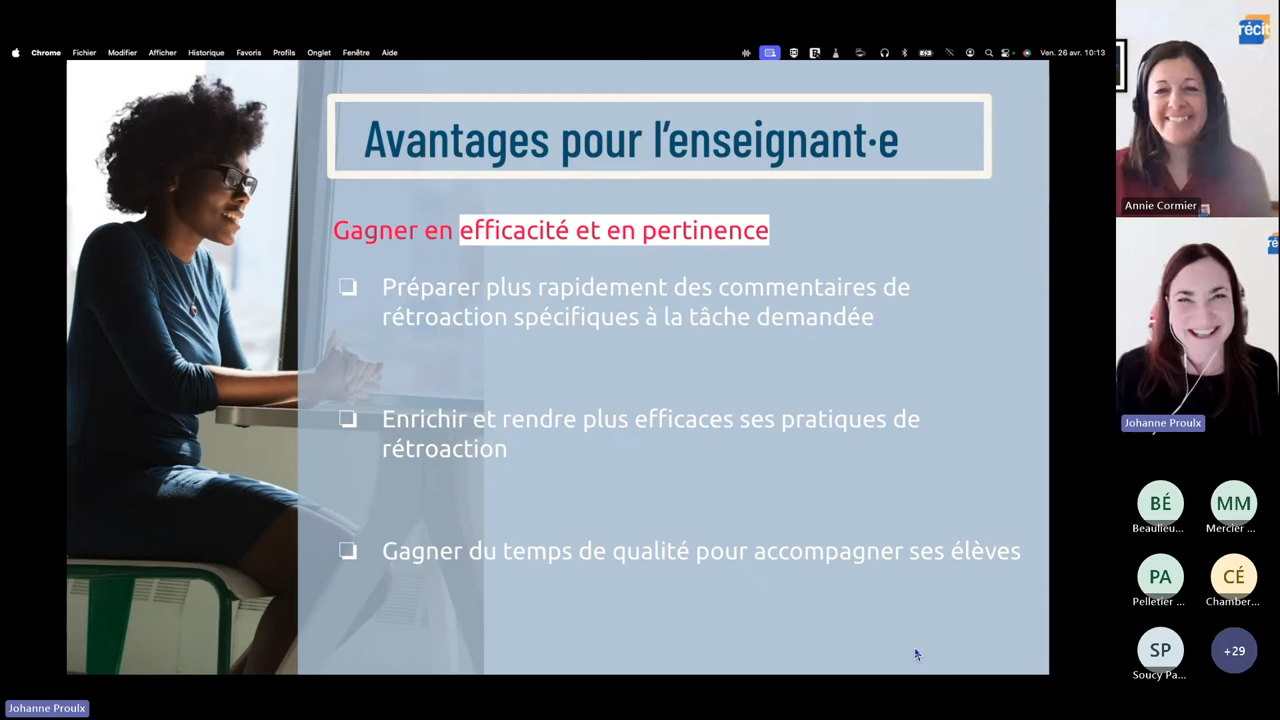 Chrome Fichier Modifier Afficher Historique Favoris Profils Onglet Fenêtre Aide
Ven. 26 avr. 10:13
Avantages pour l'enseignant·e
Gagner en efficacité et en pertinence
Préparer plus rapidement des commentaires de
rétroaction spécifiques à la tâche demandée
Enrichir et rendre plus efficaces ses pratiques de
rétroaction
Gagner du temps de qualité pour accompagner ses élèves
récit
Annie Cormier
Johanne Proulx
BÉ
MM
Beaulieu...
Mercier ...
PA
CÉ
Pelletier ...
Chamber...
SP
+29
Soucy Pa...
Johanne Proulx